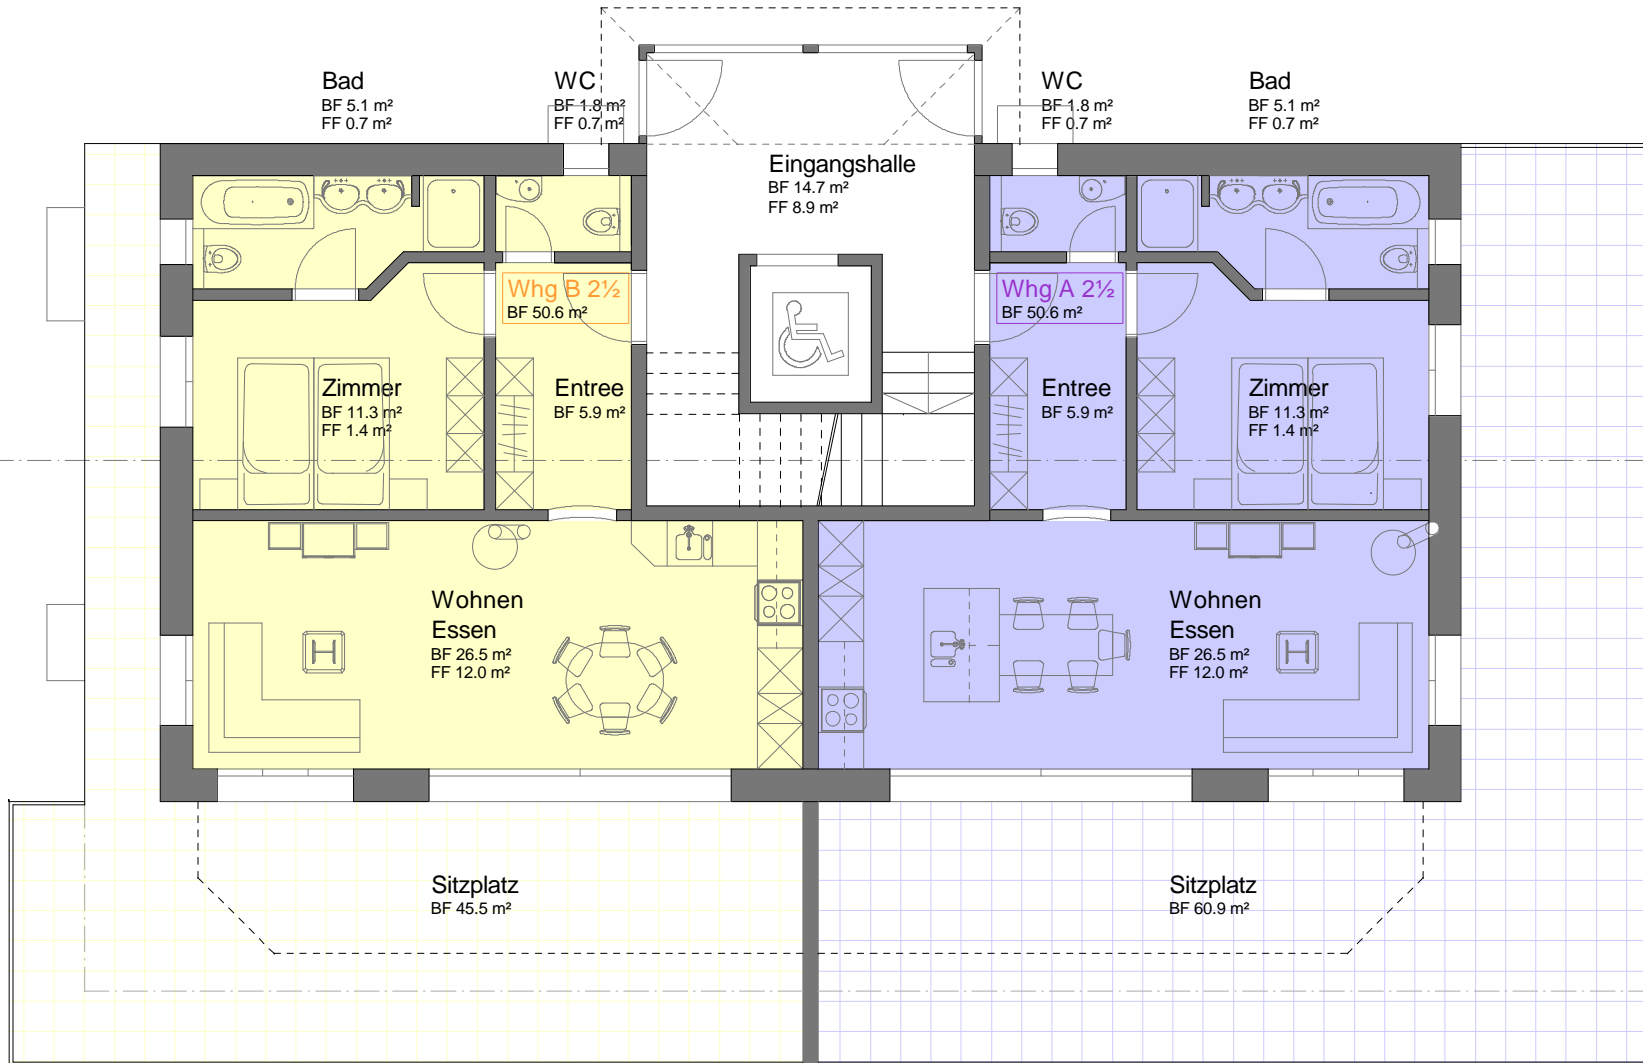 Bad
BF 5.1 m²
FF 0.7 m²
WC
BF 1.8 m²
FF 0.7 m²
WC
BF 1.8 m²
FF 0.7 m²
Bad
BF 5.1 m²
FF 0.7 m²
Eingangshalle
BF 14.7 m²
FF 8.9 m²
Whg B 2½
BF 50.6 m²
Whg A 2½
BF 50.6 m²
Zimmer
BF 11.3 m²
FF 1.4 m²
Entree
BF 5.9 m²
Entree
BF 5.9 m²
Zimmer
BF 11.3 m²
FF 1.4 m²
Wohnen
Essen
BF 26.5 m²
FF 12.0 m²
Wohnen
Essen
BF 26.5 m²
FF 12.0 m²
Sitzplatz
BF 45.5 m²
Sitzplatz
BF 60.9 m²